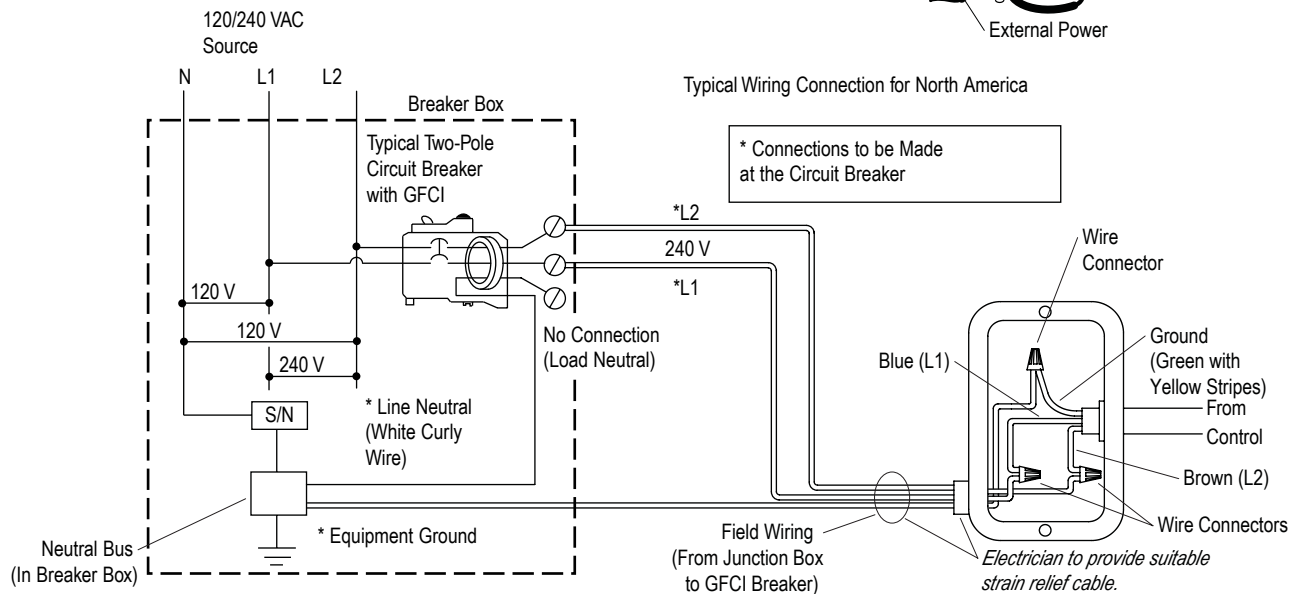 External Power
120/240 VAC
Source
N
L1
L2
Typical Wiring Connection for North America
Breaker Box
Typical Two-Pole
Circuit Breaker
with GFCI
* Connections to be Made
at the Circuit Breaker
*L2
240 V
*L1
Wire
Connector
120 V
120 V
240 V
No Connection
(Load Neutral)
Blue (L1)
Ground
(Green with
Yellow Stripes)
From
Control
S/N
* Line Neutral
(White Curly
Wire)
Brown (L2)
Wire Connectors
* Equipment Ground
Neutral Bus
(In Breaker Box)
Field Wiring
(From Junction Box
to GFCI Breaker)
Electrician to provide suitable
strain relief cable.